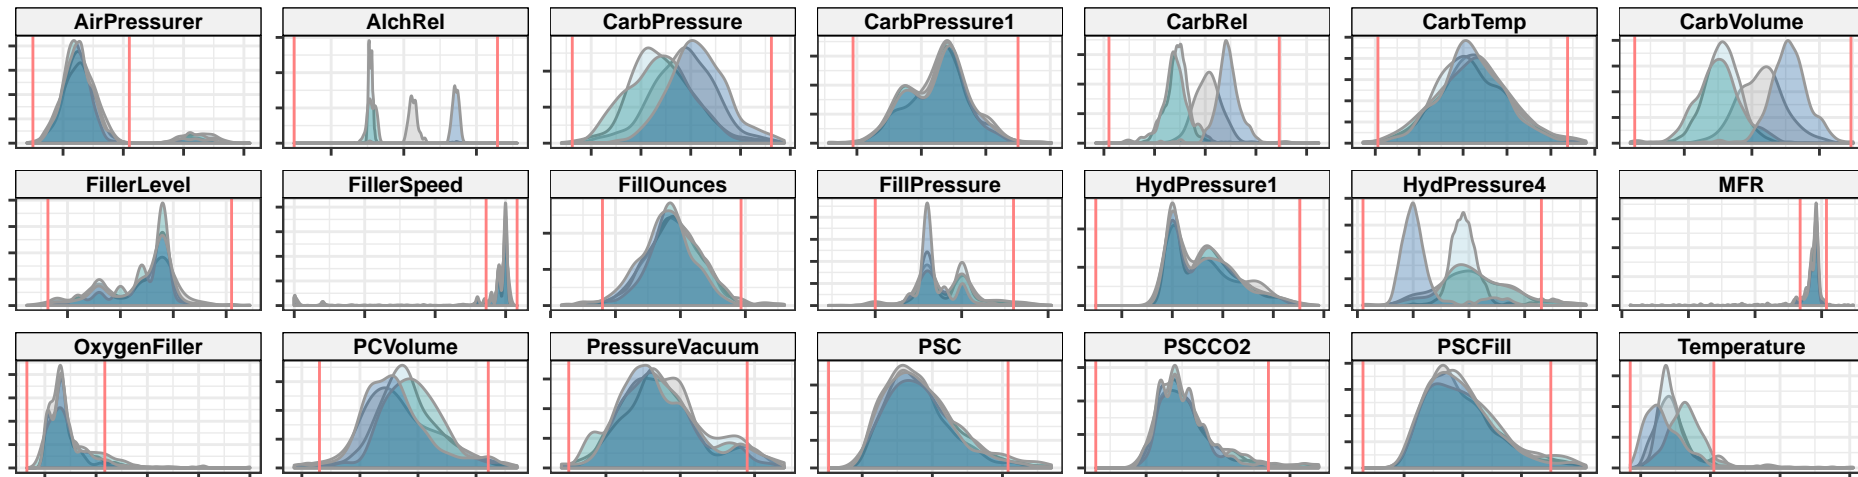 AirPressurer
AlchRel
CarbPressure
CarbPressure1
CarbRel
CarbTemp
CarbVolume
FillerLevel
FillerSpeed
FillOunces
FillPressure
HydPressure1
HydPressure4
MFR
OxygenFiller
PCVolume
PressureVacuum
PSC
PSCCO2
PSCFill
Temperature